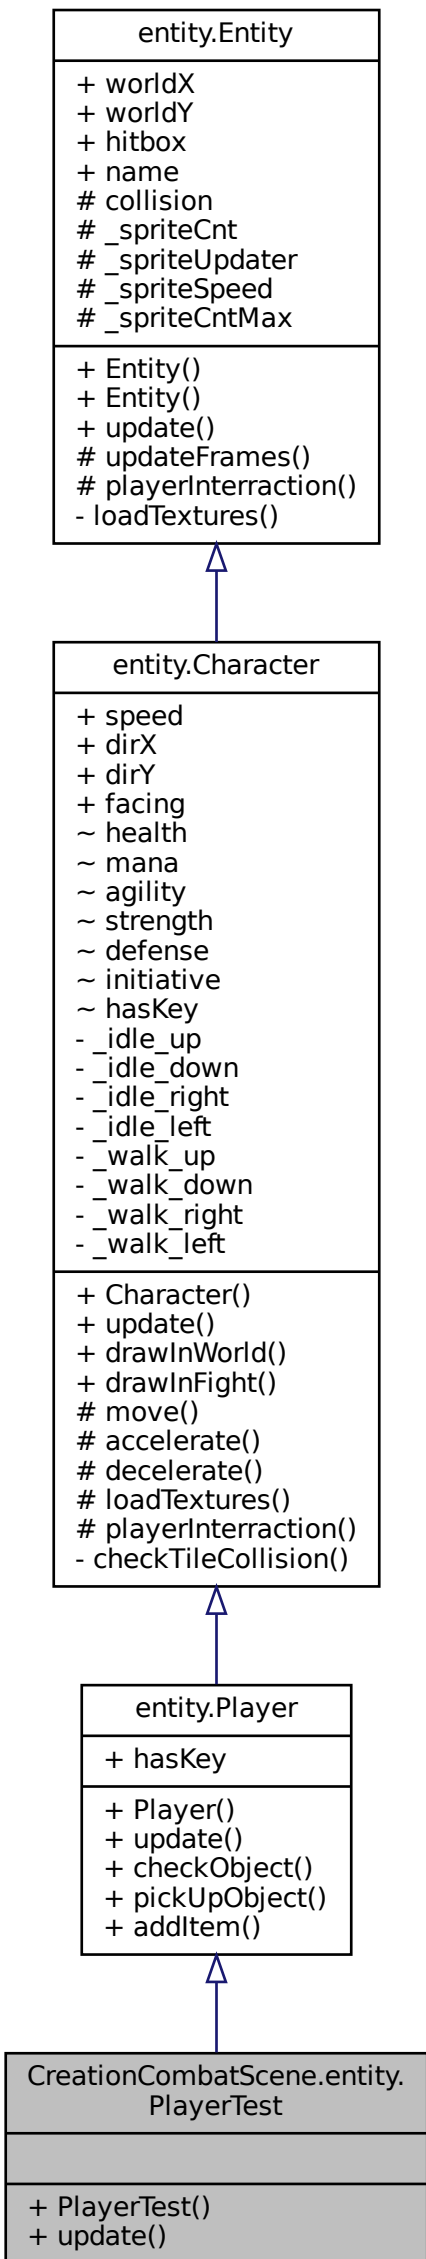 entity.Entity
+ worldX
+ worldY
+ hitbox
+ name
# collision
# _spriteCnt
# _spriteUpdater
# _spriteSpeed
# _spriteCntMax
+ Entity()
+ Entity()
+ update()
# updateFrames()
# playerInterraction()
- loadTextures()
entity.Character
+ speed
+ dirX
+ dirY
+ facing
~ health
~ mana
~ agility
~ strength
~ defense
~ initiative
~ hasKey
- _idle_up
- _idle_down
- _idle_right
- _idle_left
- _walk_up
- _walk_down
- _walk_right
- _walk_left
+ Character()
+ update()
+ drawInWorld()
+ drawInFight()
# move()
# accelerate()
# decelerate()
# loadTextures()
# playerInterraction()
- checkTileCollision()
entity.Player
+ hasKey
+ Player()
+ update()
+ checkObject()
+ pickUpObject()
+ addItem()
CreationCombatScene.entity.
PlayerTest
+ PlayerTest()
+ update()